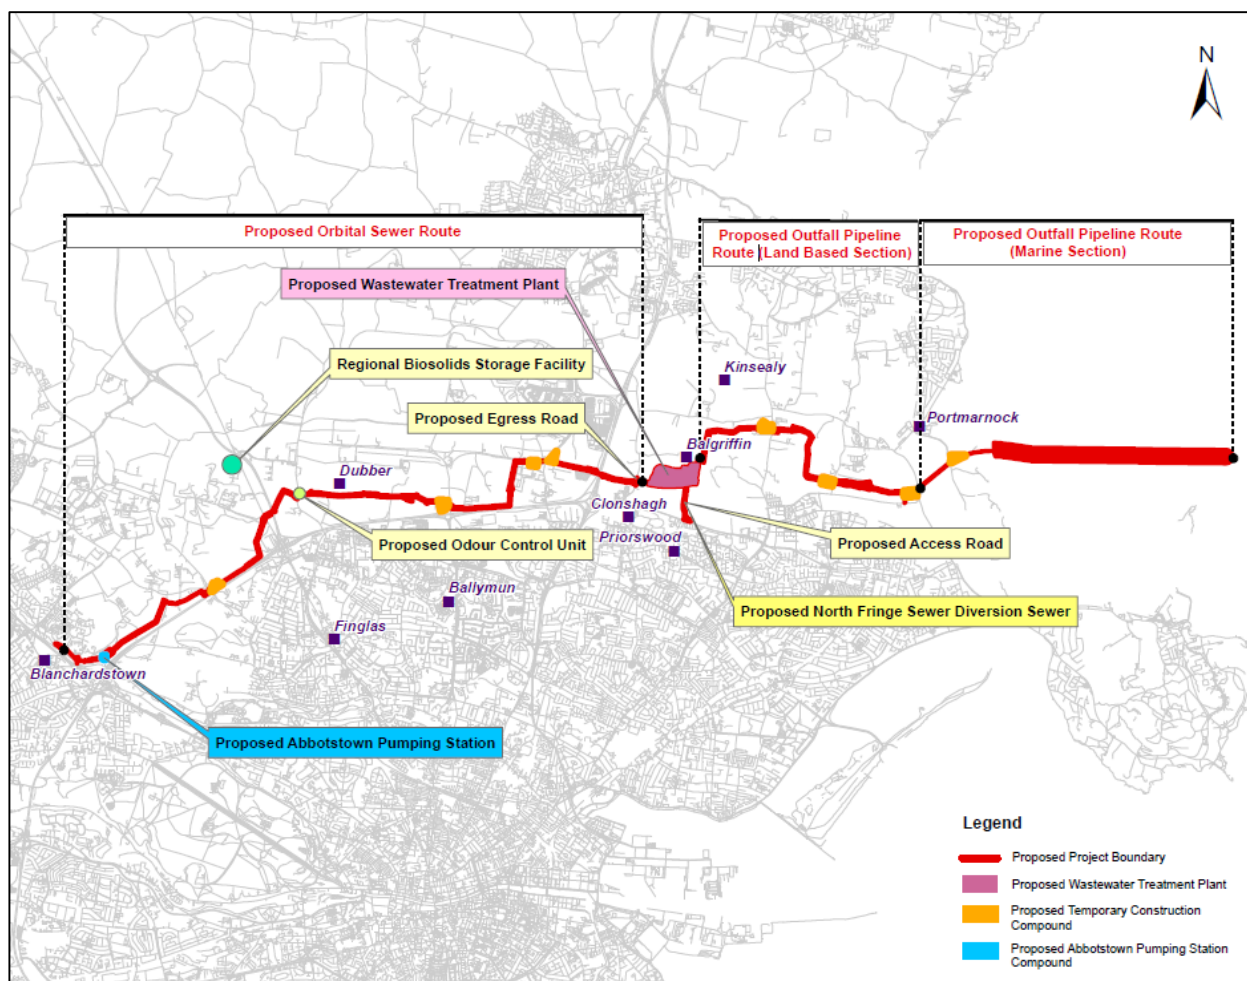 N
Proposed Orbital Sewer Route
Proposed Outfall Pipeline
Route (Land Based Section)
Proposed Outfall Pipeline Route
(Marine Section)
Proposed Wastewater Treatment Plant
Regional Biosolids Storage Facility
Kinsealy
Proposed Egress Road
Portmarnock
Balgriffin
Dubber
Clonshagh
Priorswood
Proposed Odour Control Unit
Proposed Access Road
Ballymun
Proposed North Fringe Sewer Diversion Sewer
Finglas
Blanchardstown
Proposed Abbotstown Pumping Station
Legend
Proposed Project Boundary
Proposed Wastewater Treatment Plant
Proposed Temporary Construction
Compound
Proposed Abbotstown Pumping Station
Compound